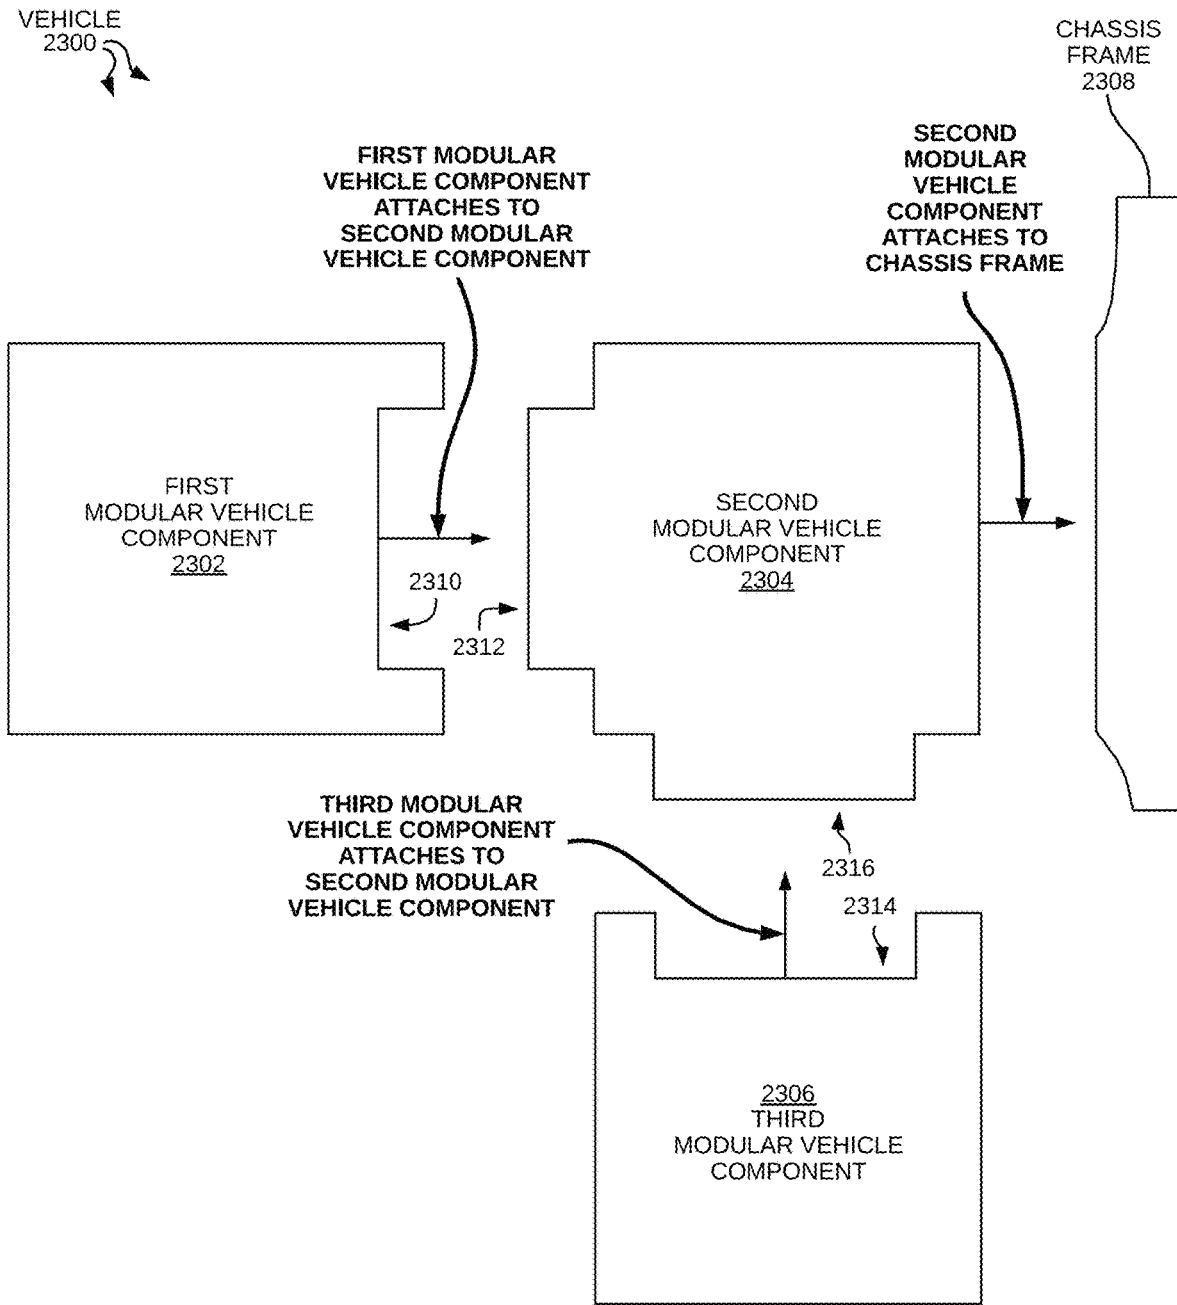 VEHICLE
2300
CHASSIS
FRAME
2308
FIRST MODULAR
VEHICLE COMPONENT
ATTACHES TO
SECOND MODULAR
VEHICLE COMPONENT
SECOND
MODULAR
VEHICLE
COMPONENT
ATTACHES TO
CHASSIS FRAME
FIRST
MODULAR VEHICLE
COMPONENT
2302
2310
2312
SECOND
MODULAR VEHICLE
COMPONENT
2304
THIRD MODULAR
VEHICLE COMPONENT
ATTACHES TO
SECOND MODULAR
VEHICLE COMPONENT
2316
2314
2306
THIRD
MODULAR VEHICLE
COMPONENT